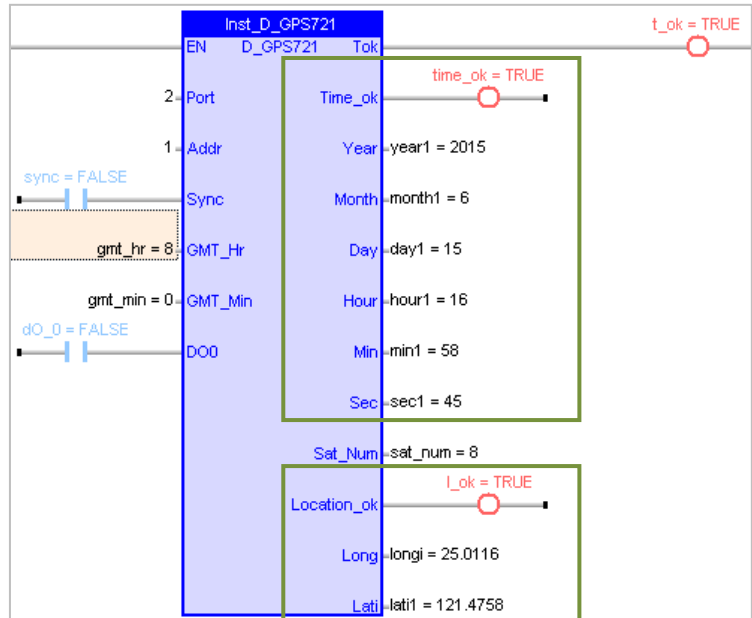 Inst_D_GPS721
t_ok = TRUE
EN D_GPS721 Tok
time_ok = TRUE
2 Port Time_ok
1 Addr Year year1 = 2015
sync = FALSE
Sync Month month1 = 6
gmt_hr = 8 GMT_Hr Day day1 = 15
gmt_min = 0 GMT_Min Hour hour1 = 16
dO_0 = FALSE
DO0 Min min1 = 58
Sec sec1 = 45
Sat_Num sat_num = 8
l_ok = TRUE
Location_ok
Long longi = 25.0116
Lati lati1 = 121.4758